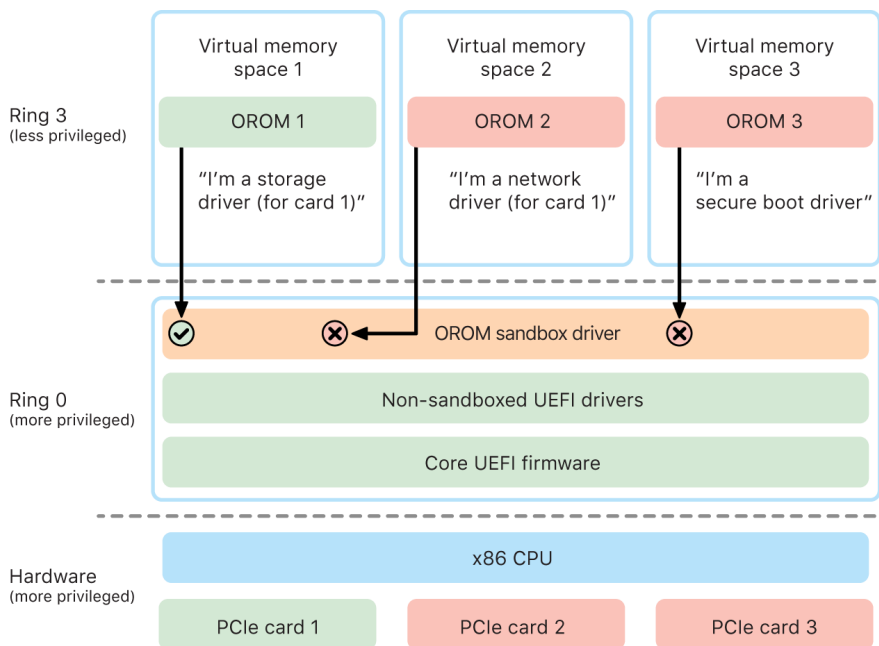 Virtual memory
space 1
Virtual memory
space 2
Virtual memory
space 3
Ring 3
(less privileged)
OROM 1
OROM 2
OROM 3
“I’m a storage
driver (for card 1)”
“I’m a network
driver (for card 1)”
“I’m a
secure boot driver”
OROM sandbox driver
Ring 0
(more privileged)
Non-sandboxed UEFI drivers
Core UEFI firmware
x86 CPU
Hardware
(more privileged)
PCIe card 1
PCIe card 2
PCIe card 3